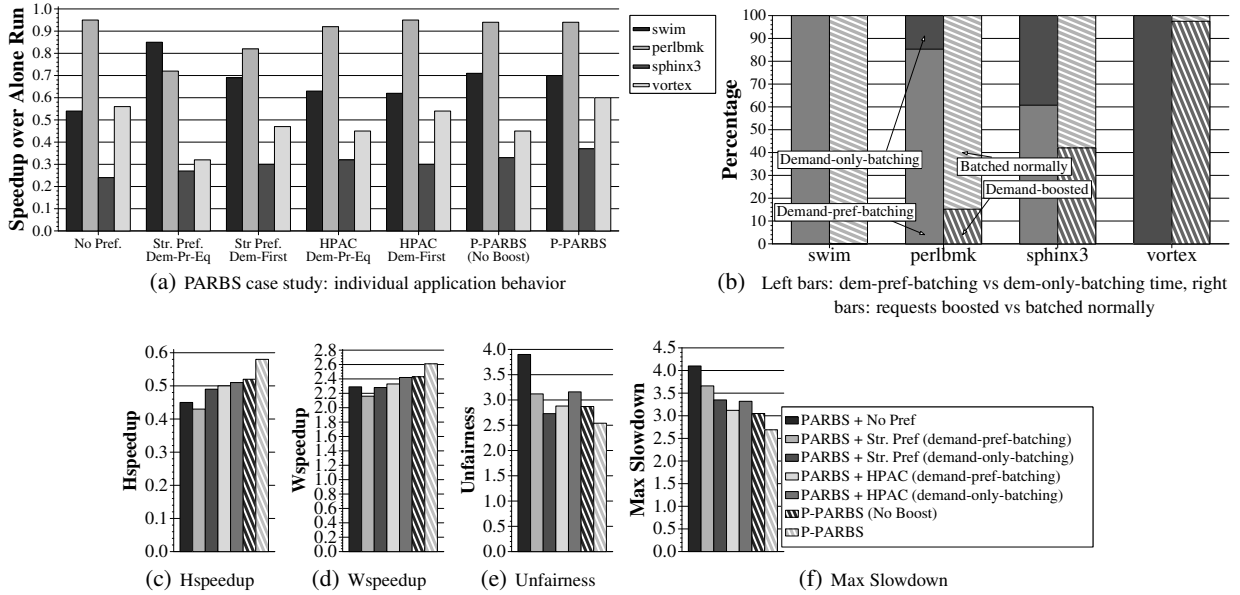 Speedup over Alone Run
1.0
0.9
0.8
0.7
0.6
0.5
0.4
0.3
0.2
0.1
0.0
No Pref.
Str. Pref.
Dem-Pr-Eq
Str Pref.
Dem-First
HPAC
Dem-Pr-Eq
HPAC
Dem-First
P-PARBS
(No Boost)
P-PARBS
swim
perlbmk
sphinx3
vortex
(a) PARBS case study: individual application behavior
Percentage
100
90
80
70
60
50
40
30
20
10
0
Demand-only-batching
Batched normally
Demand-boosted
Demand-pref-batching
swim
perlbmk
sphinx3
vortex
(b) Left bars: dem-pref-batching vs dem-only-batching time, right
bars: requests boosted vs batched normally
Hspeedup
0.6
0.5
0.4
0.3
0.2
0.1
0.0
(c) Hspeedup
Wspeedup
2.8
2.6
2.4
2.2
2.0
1.8
1.6
1.4
1.2
1.0
0.8
0.6
0.4
0.2
0.0
(d) Wspeedup
Unfairness
4.0
3.5
3.0
2.5
2.0
1.5
1.0
0.5
0.0
(e) Unfairness
Max Slowdown
4.5
4.0
3.5
3.0
2.5
2.0
1.5
1.0
0.5
0.0
PARBS + No Pref
PARBS + Str. Pref (demand-pref-batching)
PARBS + Str. Pref (demand-only-batching)
PARBS + HPAC (demand-pref-batching)
PARBS + HPAC (demand-only-batching)
P-PARBS (No Boost)
P-PARBS
(f) Max Slowdown